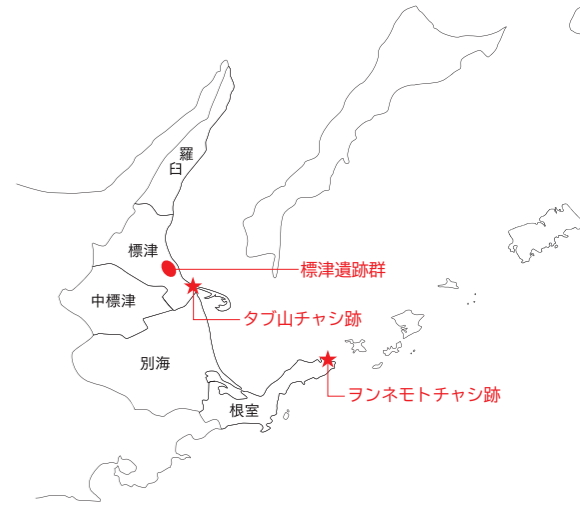 羅臼
標津
標津遺跡群
中標津
タブ山チャシ跡
別海
ヲンネモトチャシ跡
根室